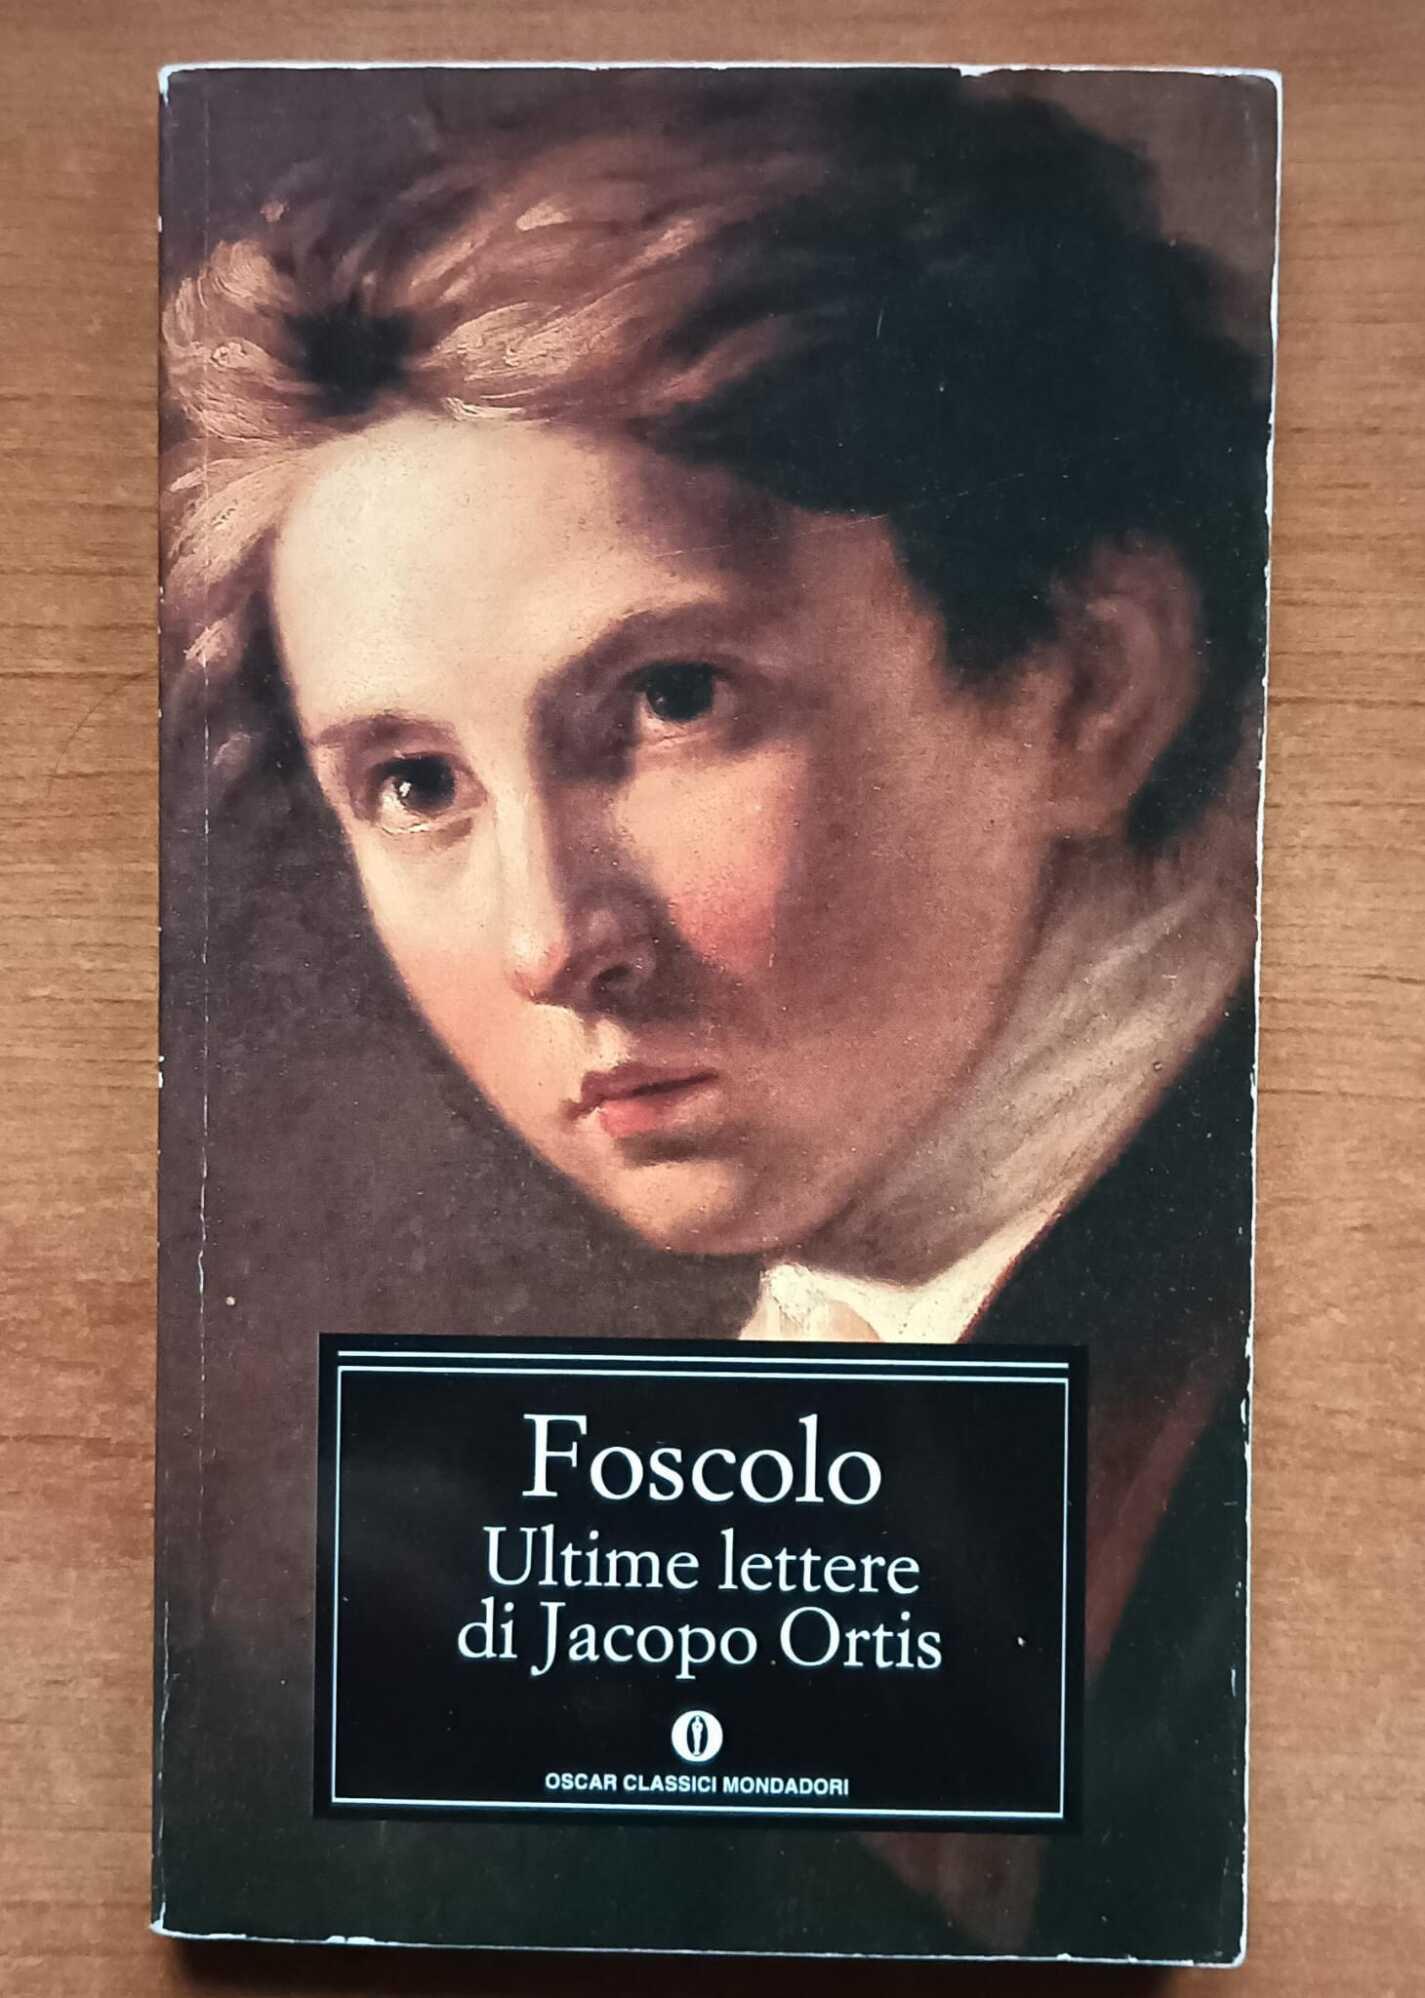 Foscolo
Ultime lettere
di Jacopo Ortis
OSCAR CLASSICI MONDADORI